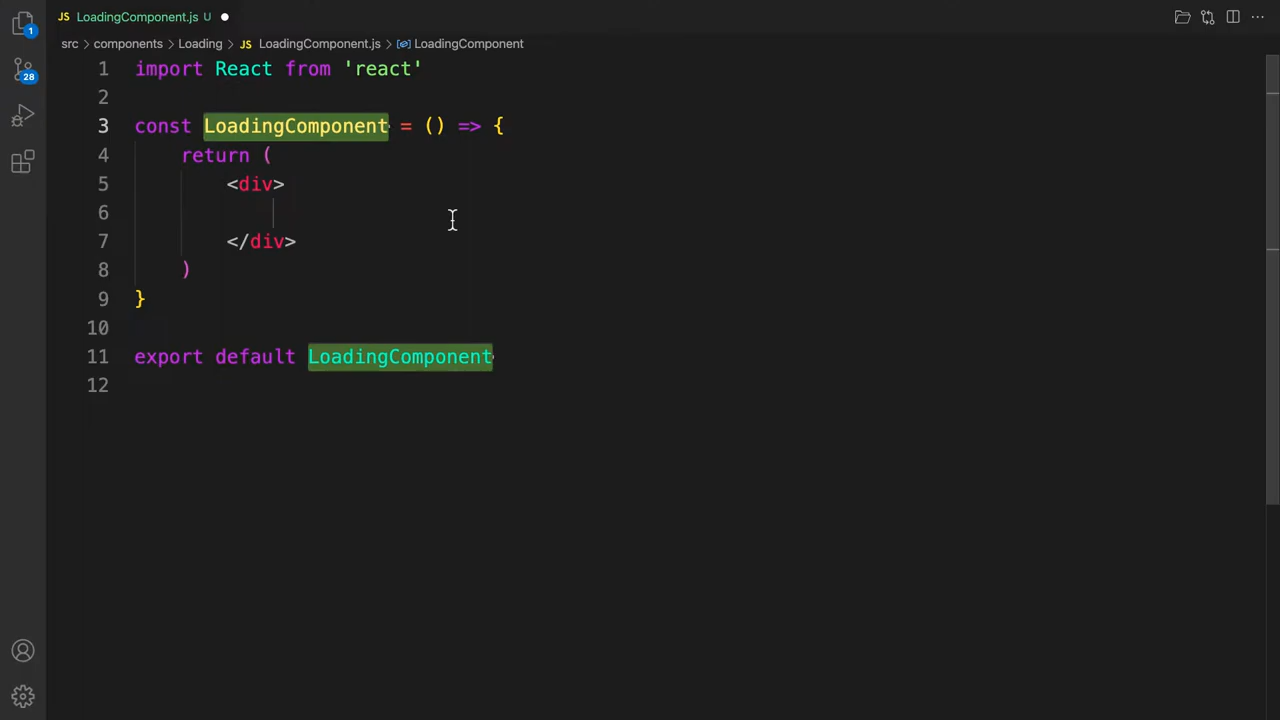 JS LoadingComponent.js U
1
src > components > Loading > JS LoadingComponent.js > LoadingComponent
28
1 import React from 'react'
2
3 const LoadingComponent = () => {
4 return (
5 <div>
6
7 </div>
8 )
9 }
10
11 export default LoadingComponent
12